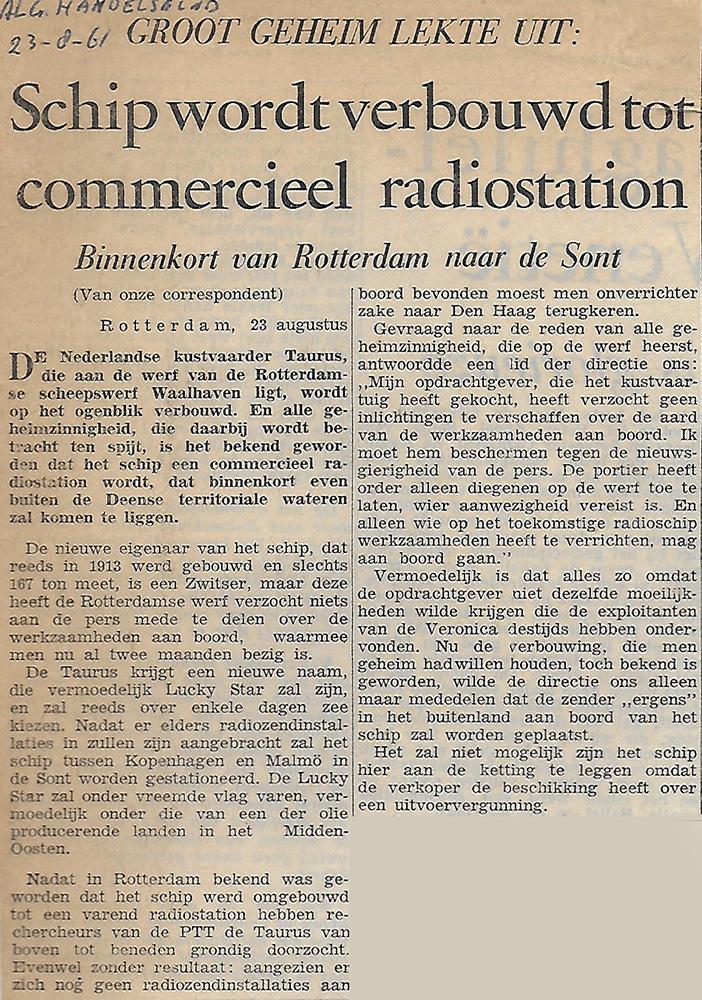 ALG. HANDELSBLAD
23-8-61
GROOT GEHEIM LEKTE UIT:
Schip wordt verbouwd tot
commercieel radiostation
Binnenkort van Rotterdam naar de Sont
(Van onze correspondent)
Rotterdam, 23 augustus
DE Nederlandse kustvaarder Taurus,
die aan de werf van de Rotterdam-
se scheepswerf Waalhaven ligt, wordt
op het ogenblik verbouwd. En alle ge-
heimzinnigheid, die daarbij wordt be-
tracht ten spijt, is het bekend gewor-
den dat het schip een commercieel ra-
diostation wordt, dat binnenkort even
buiten de Deense territoriale wateren
zal komen te liggen.
De nieuwe eigenaar van het schip, dat
reeds in 1913 werd gebouwd en slechts
167 ton meet, is een Zwitser, maar deze
heeft de Rotterdamse werf verzocht niets
aan de pers mede te delen over de
werkzaamheden aan boord, waarmee
men nu al twee maanden bezig is.
De Taurus krijgt een nieuwe naam,
die vermoedelijk Lucky Star zal zijn,
en zal reeds over enkele dagen zee
kiezen. Nadat er elders radiozendinstal-
laties in zullen zijn aangebracht zal het
schip tussen Kopenhagen en Malmö in
de Sont worden gestationeerd. De Lucky
Star zal onder vreemde vlag varen, ver-
moedelijk onder die van een der olie
producerende landen in het Midden-
Oosten.
Nadat in Rotterdam bekend was ge-
worden dat het schip werd omgebouwd
tot een varend radiostation hebben re-
chercheurs van de PTT de Taurus van
boven tot beneden grondig doorzocht.
Evenwel zonder resultaat: aangezien er
zich nog geen radiozendinstallaties aan
boord bevonden moest men onverrichter
zake naar Den Haag terugkeren.
Gevraagd naar de reden van alle ge-
heimzinnigheid, die op de werf heerst,
antwoordde een lid der directie ons:
„Mijn opdrachtgever, die het kustvaar-
tuig heeft gekocht, heeft verzocht geen
inlichtingen te verschaffen over de aard
van de werkzaamheden aan boord. Ik
moet hem beschermen tegen de nieuws-
gierigheid van de pers. De portier heeft
order alleen diegenen op de werf toe te
laten, wier aanwezigheid vereist is. En
alleen wie op het toekomstige radioschip
werkzaamheden heeft te verrichten, mag
aan boord gaan.”
Vermoedelijk is dat alles zo omdat
de opdrachtgever niet dezelfde moeilijk-
heden wilde krijgen die de exploitanten
van de Veronica destijds hebben onder-
vonden. Nu de verbouwing, die men
geheim had willen houden, toch bekend is
geworden, wilde de directie ons alleen
maar mededelen dat de zender „ergens”
in het buitenland aan boord van het
schip zal worden geplaatst.
Het zal niet mogelijk zijn het schip
hier aan de ketting te leggen omdat
de verkoper de beschikking heeft over
een uitvoervergunning.